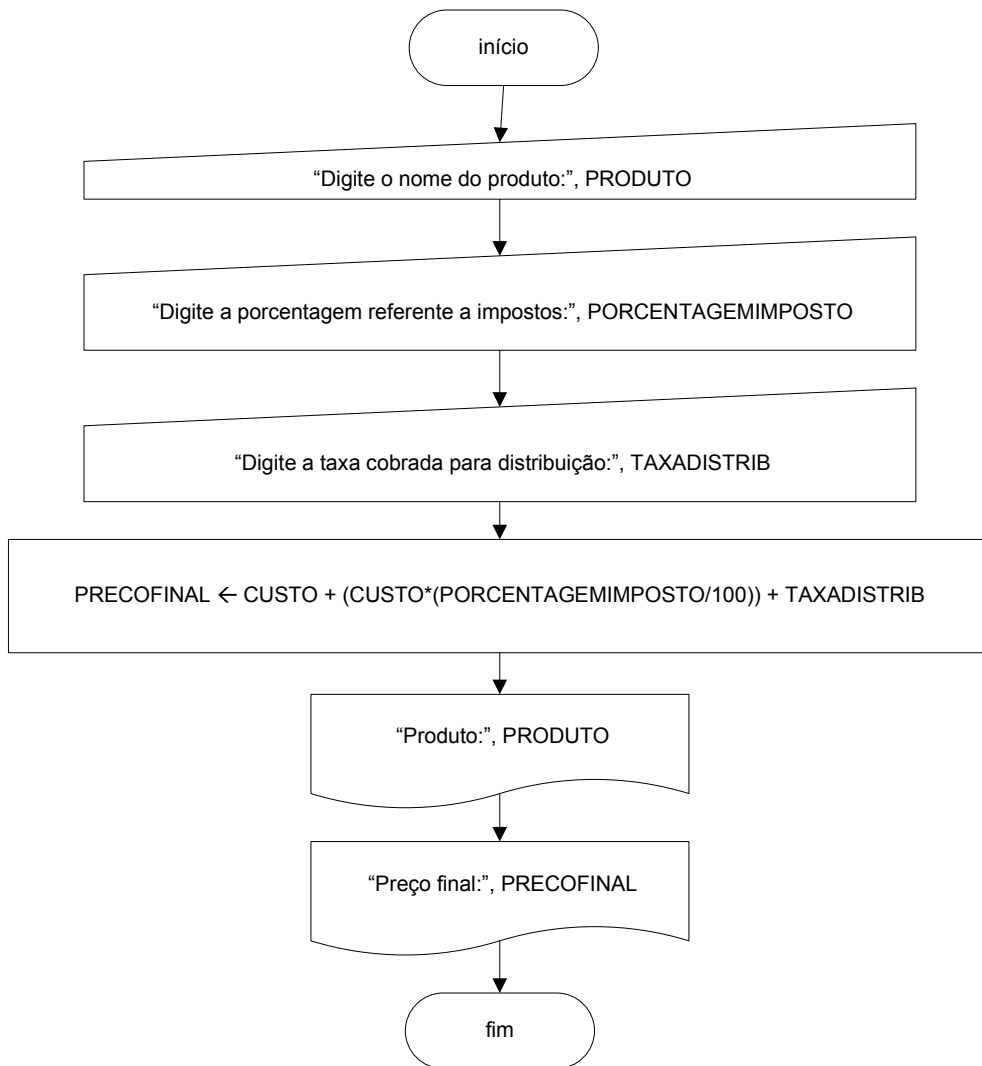 início
“Digite o nome do produto:”, PRODUTO
“Digite a porcentagem referente a impostos:”, PORCENTAGEMIMPOSTO
“Digite a taxa cobrada para distribuição:”, TAXADISTRIB
PRECOFINAL ← CUSTO + (CUSTO*(PORCENTAGEMIMPOSTO/100)) + TAXADISTRIB
“Produto:”, PRODUTO
“Preço final:”, PRECOFINAL
fim